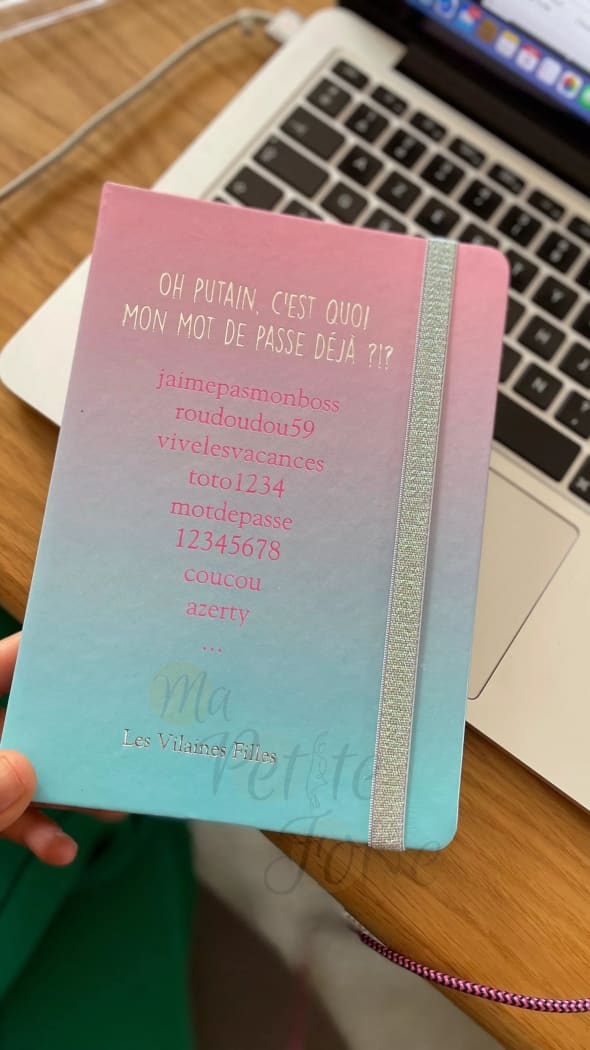 OH PUTAIN, C'EST QUOI
MON MOT DE PASSE DÉJÀ ?!?
jaimepasmonboss
roudoudou59
vivelesvacances
toto1234
motdepasse
12345678
coucou
azerty
...
Les Vilaines Filles
Ma
Petite
Folie